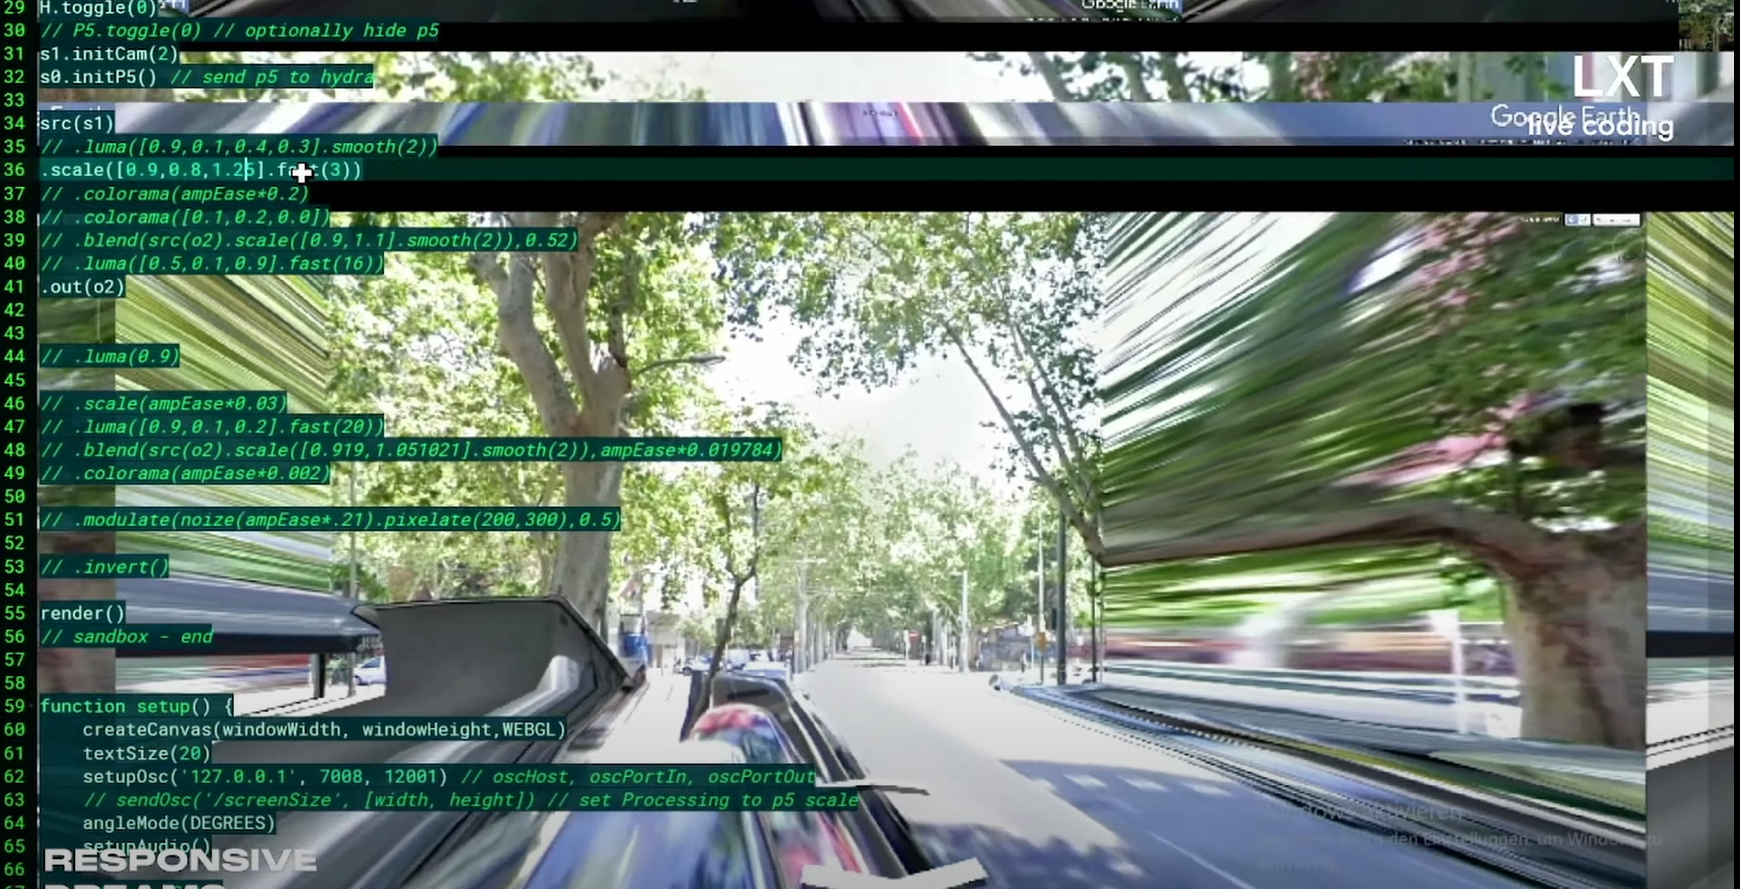 29 H.toggle(0)
30 // P5.toggle(0) // optionally hide p5
31 s1.initCam(2)
32 s0.initP5() // send p5 to hydra
33
34 src(s1)
35 // .luma([0.9,0.1,0.4,0.3].smooth(2))
36 .scale([0.9,0.8,1.26].fast(3))
37 // .colorama(ampEase*0.2)
38 // .colorama([0.1,0.2,0.0])
39 // .blend(src(o2).scale([0.9,1.1].smooth(2)),0.52)
40 // .luma([0.5,0.1,0.9].fast(16))
41 .out(o2)
42
43
44 // .luma(0.9)
45
46 // .scale(ampEase*0.03)
47 // .luma([0.9,0.1,0.2].fast(20))
48 // .blend(src(o2).scale([0.919,1.051021].smooth(2)),ampEase*0.019784)
49 // .colorama(ampEase*0.002)
50
51 // .modulate(noize(ampEase*.21).pixelate(200,300),0.5)
52
53 // .invert()
54
55 render()
56 // sandbox - end
57
58
59 function setup() {
60 createCanvas(windowWidth, windowHeight,WEBGL)
61 textSize(20)
62 setupOsc('127.0.0.1', 7008, 12001) // oscHost, oscPortIn, oscPortOut
63 // sendOsc('/screenSize', [width, height]) // set Processing to p5 scale
64 angleMode(DEGREES)
65 setupAudio()
66
LXT
Google Earth
live coding
Google Earth
RESPONSIVE
DREAMS
den Einstellungen, um